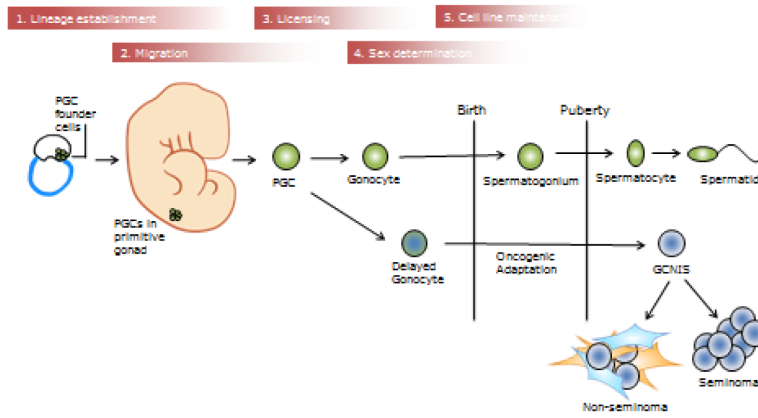 1. Lineage establishment
3. Licensing
5. Cell line maintenan
2. Migration
4. Sex determination
PGC
founder
cells
Birth
Puberty
PGC
Gonocyte
Spermatogonium
Spermatocyte
Spermatid
PGCs in
primitive
gonad
Delayed
Gonocyte
Oncogenic
Adaptation
GCNIS
Seminoma
Non-seminoma